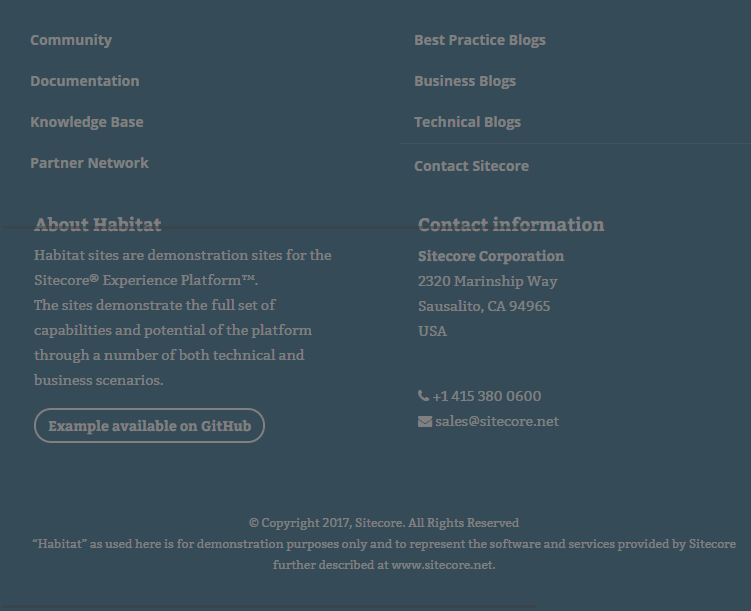 Community
Documentation
Knowledge Base
Partner Network
Best Practice Blogs
Business Blogs
Technical Blogs
Contact Sitecore
About Habitat
Habitat sites are demonstration sites for the
Sitecore® Experience Platform™.
The sites demonstrate the full set of
capabilities and potential of the platform
through a number of both technical and
business scenarios.
Example available on GitHub
Contact information
Sitecore Corporation
2320 Marinship Way
Sausalito, CA 94965
USA
+1 415 380 0600
sales@sitecore.net
© Copyright 2017, Sitecore. All Rights Reserved
“Habitat” as used here is for demonstration purposes only and to represent the software and services provided by Sitecore
further described at www.sitecore.net.